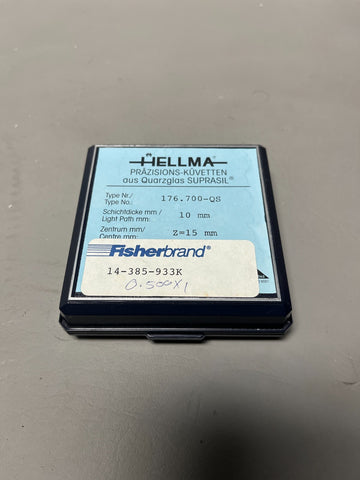 HELLMA
PRÄZISIONS-KÜVETTEN
aus Quarzglas SUPRASIL®
Type Nr./
Type No.: 176.700-QS
Schichtdicke mm/
Light Path mm: 10 mm
Zentrum mm/
Centre mm: Z=15 mm
Fisherbrand®
14-385-933K
0.500X1